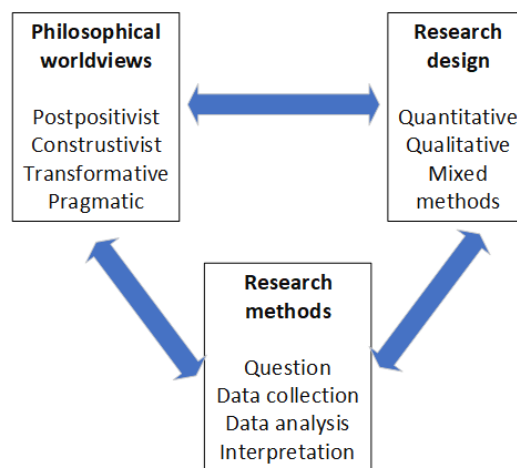 Philosophical
worldviews
Postpositivist
Construstivist
Transformative
Pragmatic
Research
design
Quantitative
Qualitative
Mixed
methods
Research
methods
Question
Data collection
Data analysis
Interpretation